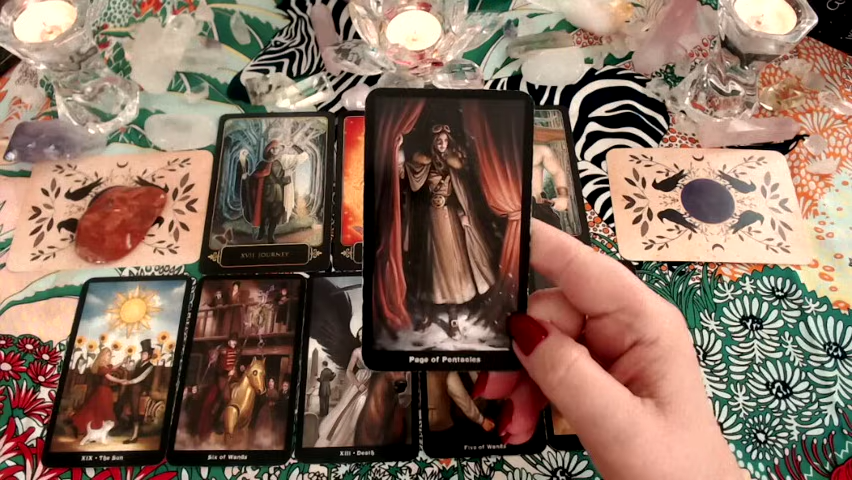 XVII JOURNEY
Page of Pentacles
XIX • The Sun
Six of Wands
XIII • Death
Five of Wands